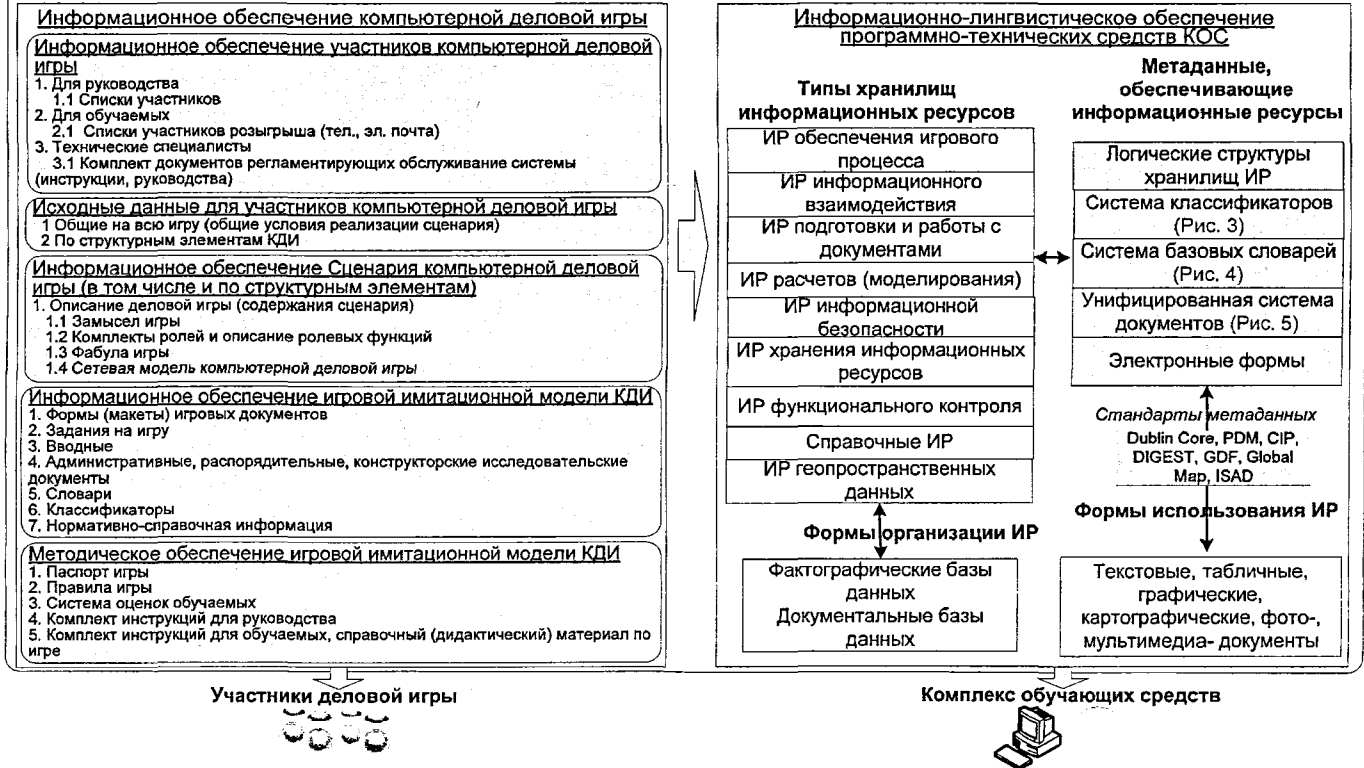 Информационное обеспечение компьютерной деловой игры
Информационное обеспечение участников компьютерной деловой
игры
1. Для руководства
1.1 Списки участников
2. Для обучаемых
2.1 Списки участников розыгрыша (тел., эл. почта)
3. Технические специалисты
3.1 Комплект документов регламентирующих обслуживание системы
(инструкции, руководства)
Исходные данные для участников компьютерной деловой игры
1 Общие на всю игру (общие условия реализации сценария)
2 По структурным элементам КДИ
Информационное обеспечение Сценария компьютерной деловой
игры (в том числе и по структурным элементам)
1. Описание деловой игры (содержания сценария)
1.1 Замысел игры
1.2 Комплекты ролей и описание ролевых функций
1.3 Фабула игры
1.4 Сетевая модель компьютерной деловой игры
Информационное обеспечение игровой имитационной модели КДИ
1. Формы (макеты) игровых документов
2. Задания на игру
3. Вводные
4. Административные, распорядительные, конструкторские исследовательские
документы
5. Словари
6. Классификаторы
7. Нормативно-справочная информация
Методическое обеспечение игровой имитационной модели КДИ
1. Паспорт игры
2. Правила игры
3. Система оценок обучаемых
4. Комплект инструкций для руководства
5. Комплект инструкций для обучаемых, справочный (дидактический) материал по
игре
Участники деловой игры
Информационно-лингвистическое обеспечение
программно-технических средств КОС
Типы хранилищ
информационных ресурсов
ИР обеспечения игрового
процесса
ИР информационного
взаимодействия
ИР подготовки и работы с
документами
ИР расчетов (моделирования)
ИР информационной
безопасности
ИР хранения информационных
ресурсов
ИР функционального контроля
Справочные ИР
ИР геопространственных
данных
Формы организации ИР
Фактографические базы
данных
Документальные базы
данных
Метаданные,
обеспечивающие
информационные ресурсы
Логические структуры
хранилищ ИР
Система классификаторов
(Рис. 3)
Система базовых словарей
(Рис. 4)
Унифицированная система
документов (Рис. 5)
Электронные формы
Стандарты метаданных
Dublin Core, PDM, CIP,
DIGEST, GDF, Global
Map, ISAD
Формы использования ИР
Текстовые, табличные,
графические,
картографические, фото-,
мультимедиа- документы
Комплекс обучающих средств